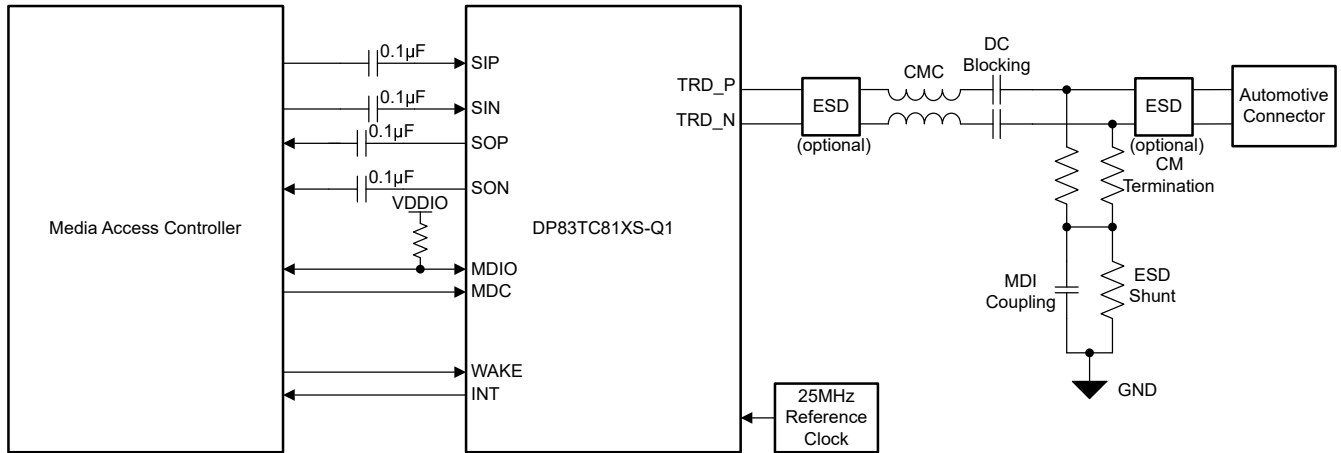 Media Access Controller
0.1µF
SIP
0.1µF
SIN
0.1µF
SOP
0.1µF
SON
VDDIO
MDIO
MDC
WAKE
INT
DP83TC81XS-Q1
TRD_P
TRD_N
25MHz
Reference
Clock
ESD
(optional)
CMC
DC
Blocking
ESD
(optional)
CM
Termination
Automotive
Connector
MDI
Coupling
ESD
Shunt
GND